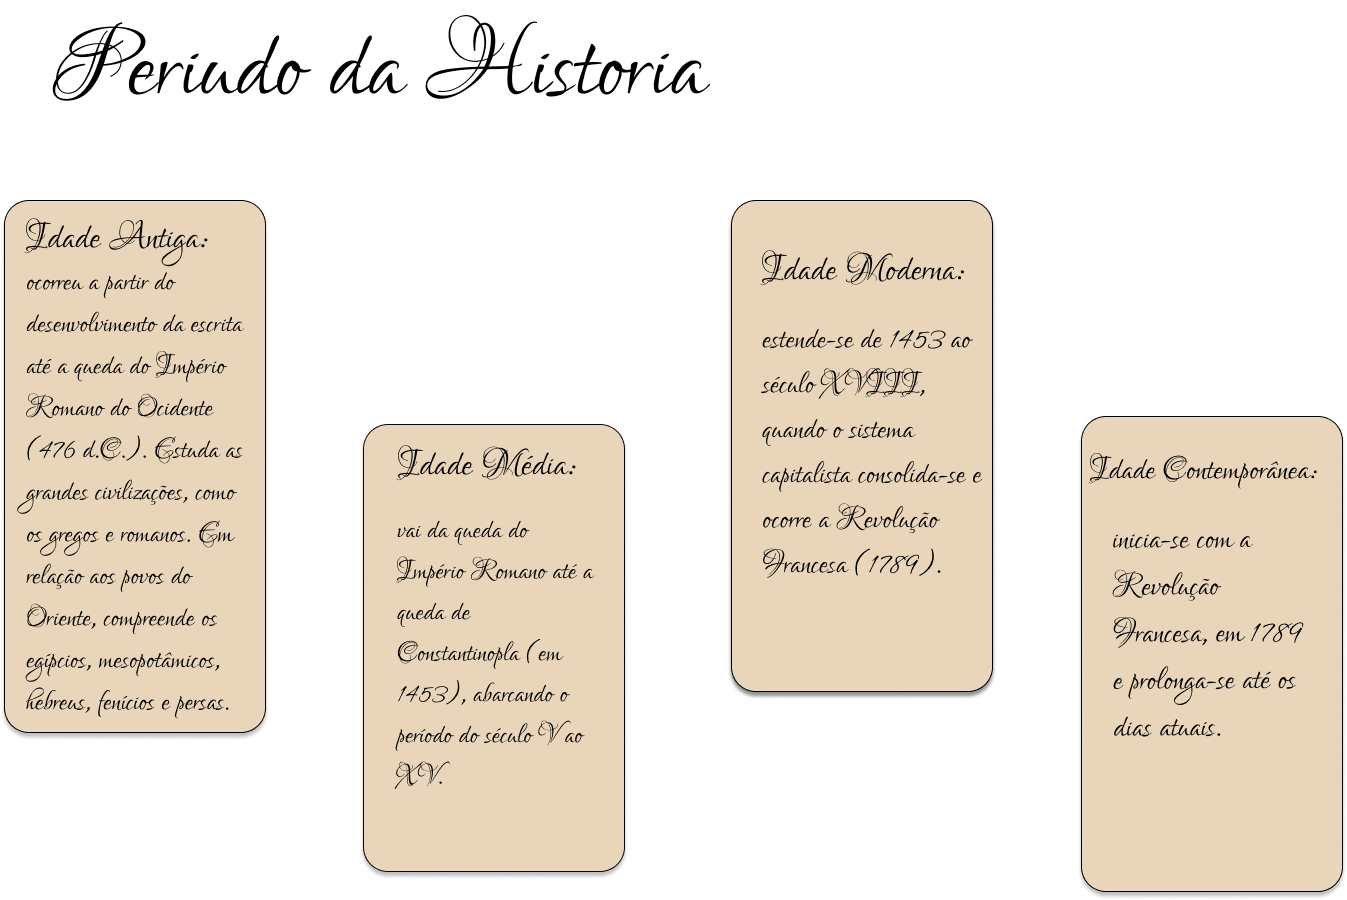 Periudo da Historia
Idade Antiga:
ocorreu a partir do
desenvolvimento da escrita
até a queda do Império
Romano do Ocidente
(476 d.C.). Estuda as
grandes civilizações, como
os gregos e romanos. Em
relação aos povos do
Oriente, compreende os
egípcios, mesopotâmicos,
hebreus, fenícios e persas.
Idade Média:
vai da queda do
Império Romano até a
queda de
Constantinopla (em
1453), abarcando o
período do século V ao
XV.
Idade Moderna:
estende-se de 1453 ao
século XVIII,
quando o sistema
capitalista consolida-se e
ocorre a Revolução
Francesa (1789).
Idade Contemporânea:
inicia-se com a
Revolução
Francesa, em 1789
e prolonga-se até os
dias atuais.